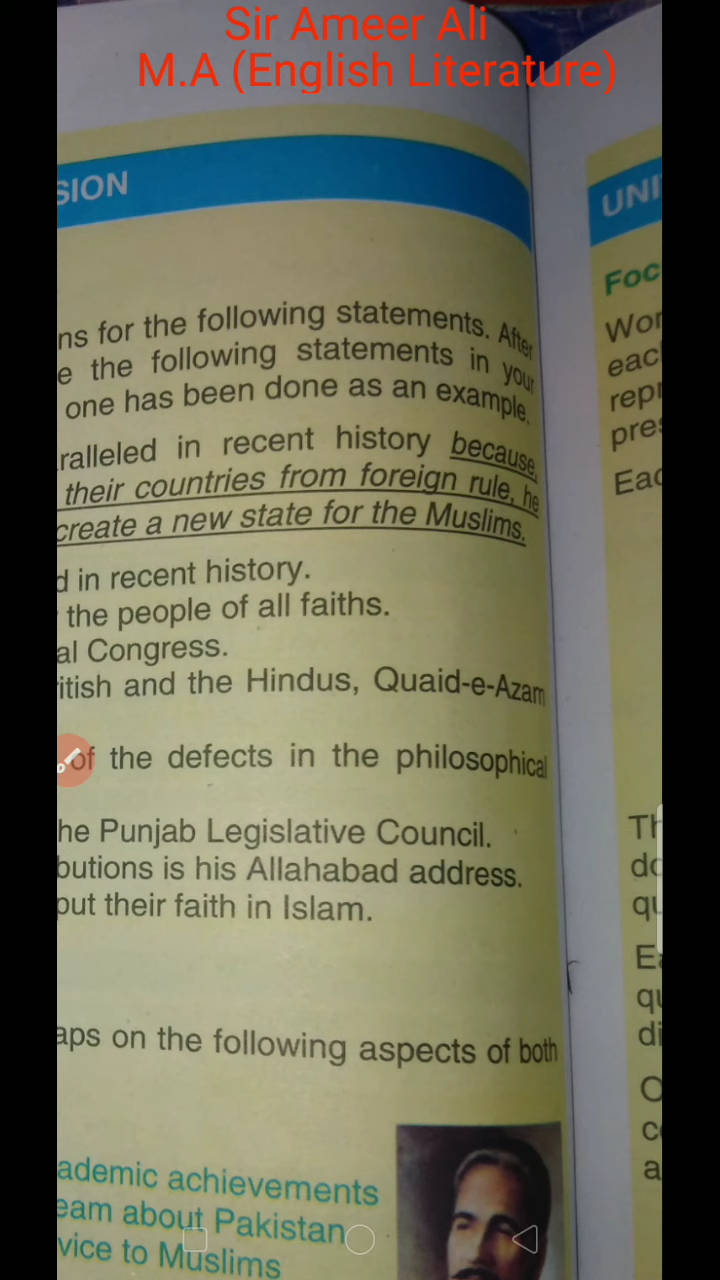 Sir Ameer Ali
M.A (English Literature)
SION
ns for the following statements. After
e the following statements in your
one has been done as an example.
ralleled in recent history because,
their countries from foreign rule, he
create a new state for the Muslims.
d in recent history.
the people of all faiths.
al Congress.
itish and the Hindus, Quaid-e-Azam
of the defects in the philosophical
he Punjab Legislative Council.
butions is his Allahabad address.
out their faith in Islam.
aps on the following aspects of both
ademic achievements
eam about Pakistan
vice to Muslims
UNI
Foc
Wor
eac
repr
pres
Eac
Th
do
qu
Ea
qu
di
O
co
a